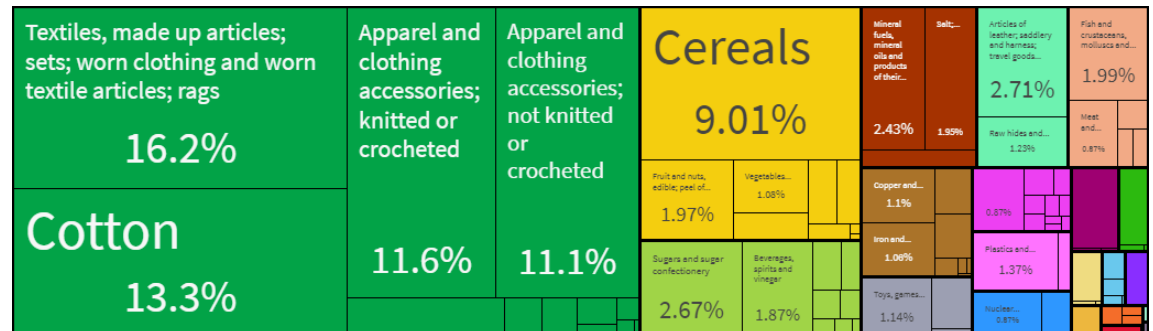 Textiles, made up articles;
sets; worn clothing and worn
textile articles; rags
16.2%
Cotton
13.3%
Apparel and
clothing
accessories;
knitted or
crocheted
11.6%
Apparel and
clothing
accessories;
not knitted
or
crocheted
11.1%
Cereals
9.01%
Fruit and nuts,
edible; peel of...
1.97%
Vegetables...
1.08%
Sugars and sugar
confectionery
2.67%
Beverages,
spirits and
vinegar
1.87%
Mineral
fuels,
mineral
oils and
products
of their...
2.43%
Salt;...
1.95%
Copper and...
1.1%
Iron and...
1.06%
Toys, games...
1.14%
Articles of
leather; saddlery
and harness;
travel goods...
2.71%
Raw hides and...
1.23%
0.87%
Plastics and...
1.37%
Nuclear...
0.87%
Fish and
crustaceans,
molluscs and...
1.99%
Meat
and...
0.87%